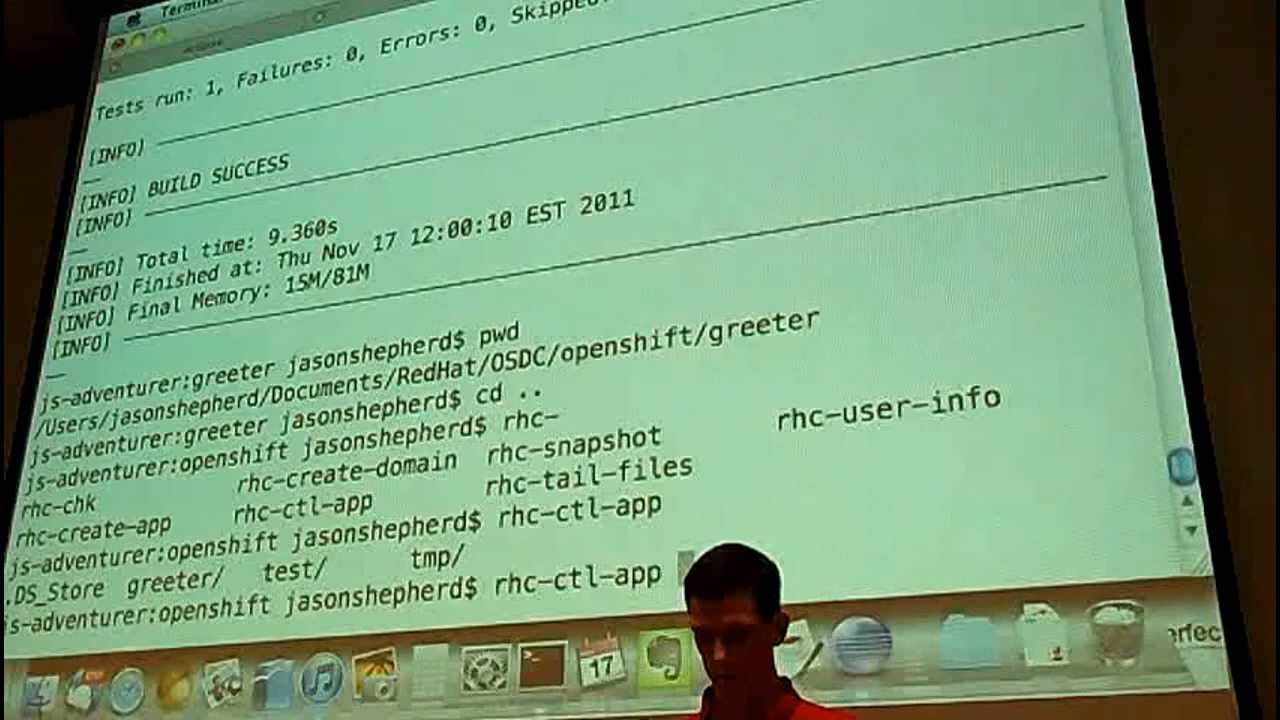 Terminal
Tests run: 1, Failures: 0, Errors: 0, Skipped:
[INFO]
[INFO] BUILD SUCCESS
[INFO]
[INFO] Total time: 9.360s
[INFO] Finished at: Thu Nov 17 12:00:10 EST 2011
[INFO] Final Memory: 15M/81M
[INFO]
js-adventurer:greeter jasonshepherd$ pwd
/Users/jasonshepherd/Documents/RedHat/OSDC/openshift/greeter
js-adventurer:greeter jasonshepherd$ cd ..
js-adventurer:openshift jasonshepherd$ rhc-
rhc-chk rhc-create-domain rhc-snapshot rhc-user-info
rhc-create-app rhc-ctl-app rhc-tail-files
js-adventurer:openshift jasonshepherd$ rhc-ctl-app
.DS_Store greeter/ test/ tmp/
js-adventurer:openshift jasonshepherd$ rhc-ctl-app
17